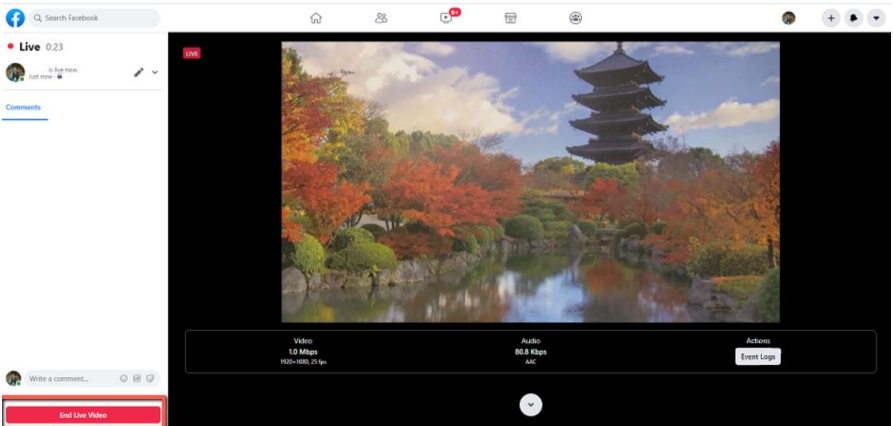 Search Facebook
9+
Live 0:23
is live now
Just now ·
Comments
LIVE
Video
1.0 Mbps
1920×1080, 25 fps
Audio
80.8 Kbps
AAC
Actions
Event Logs
Write a comment...
GIF
End Live Video